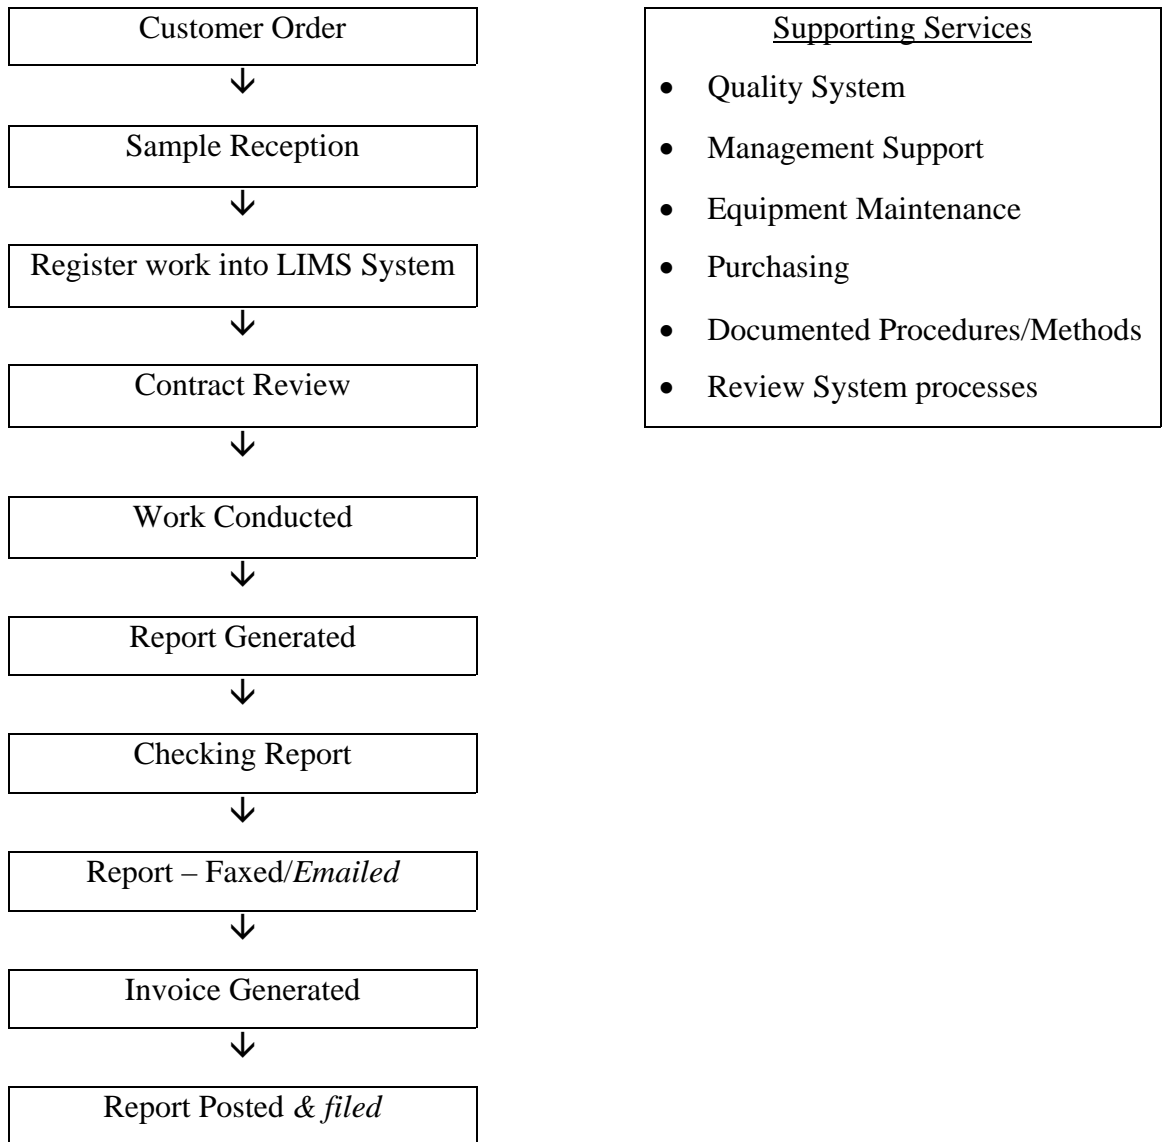 Customer Order
Sample Reception
Register work into LIMS System
Contract Review
Work Conducted
Report Generated
Checking Report
Report – Faxed/Emailed
Invoice Generated
Report Posted & filed
Supporting Services
• Quality System
• Management Support
• Equipment Maintenance
• Purchasing
• Documented Procedures/Methods
• Review System processes